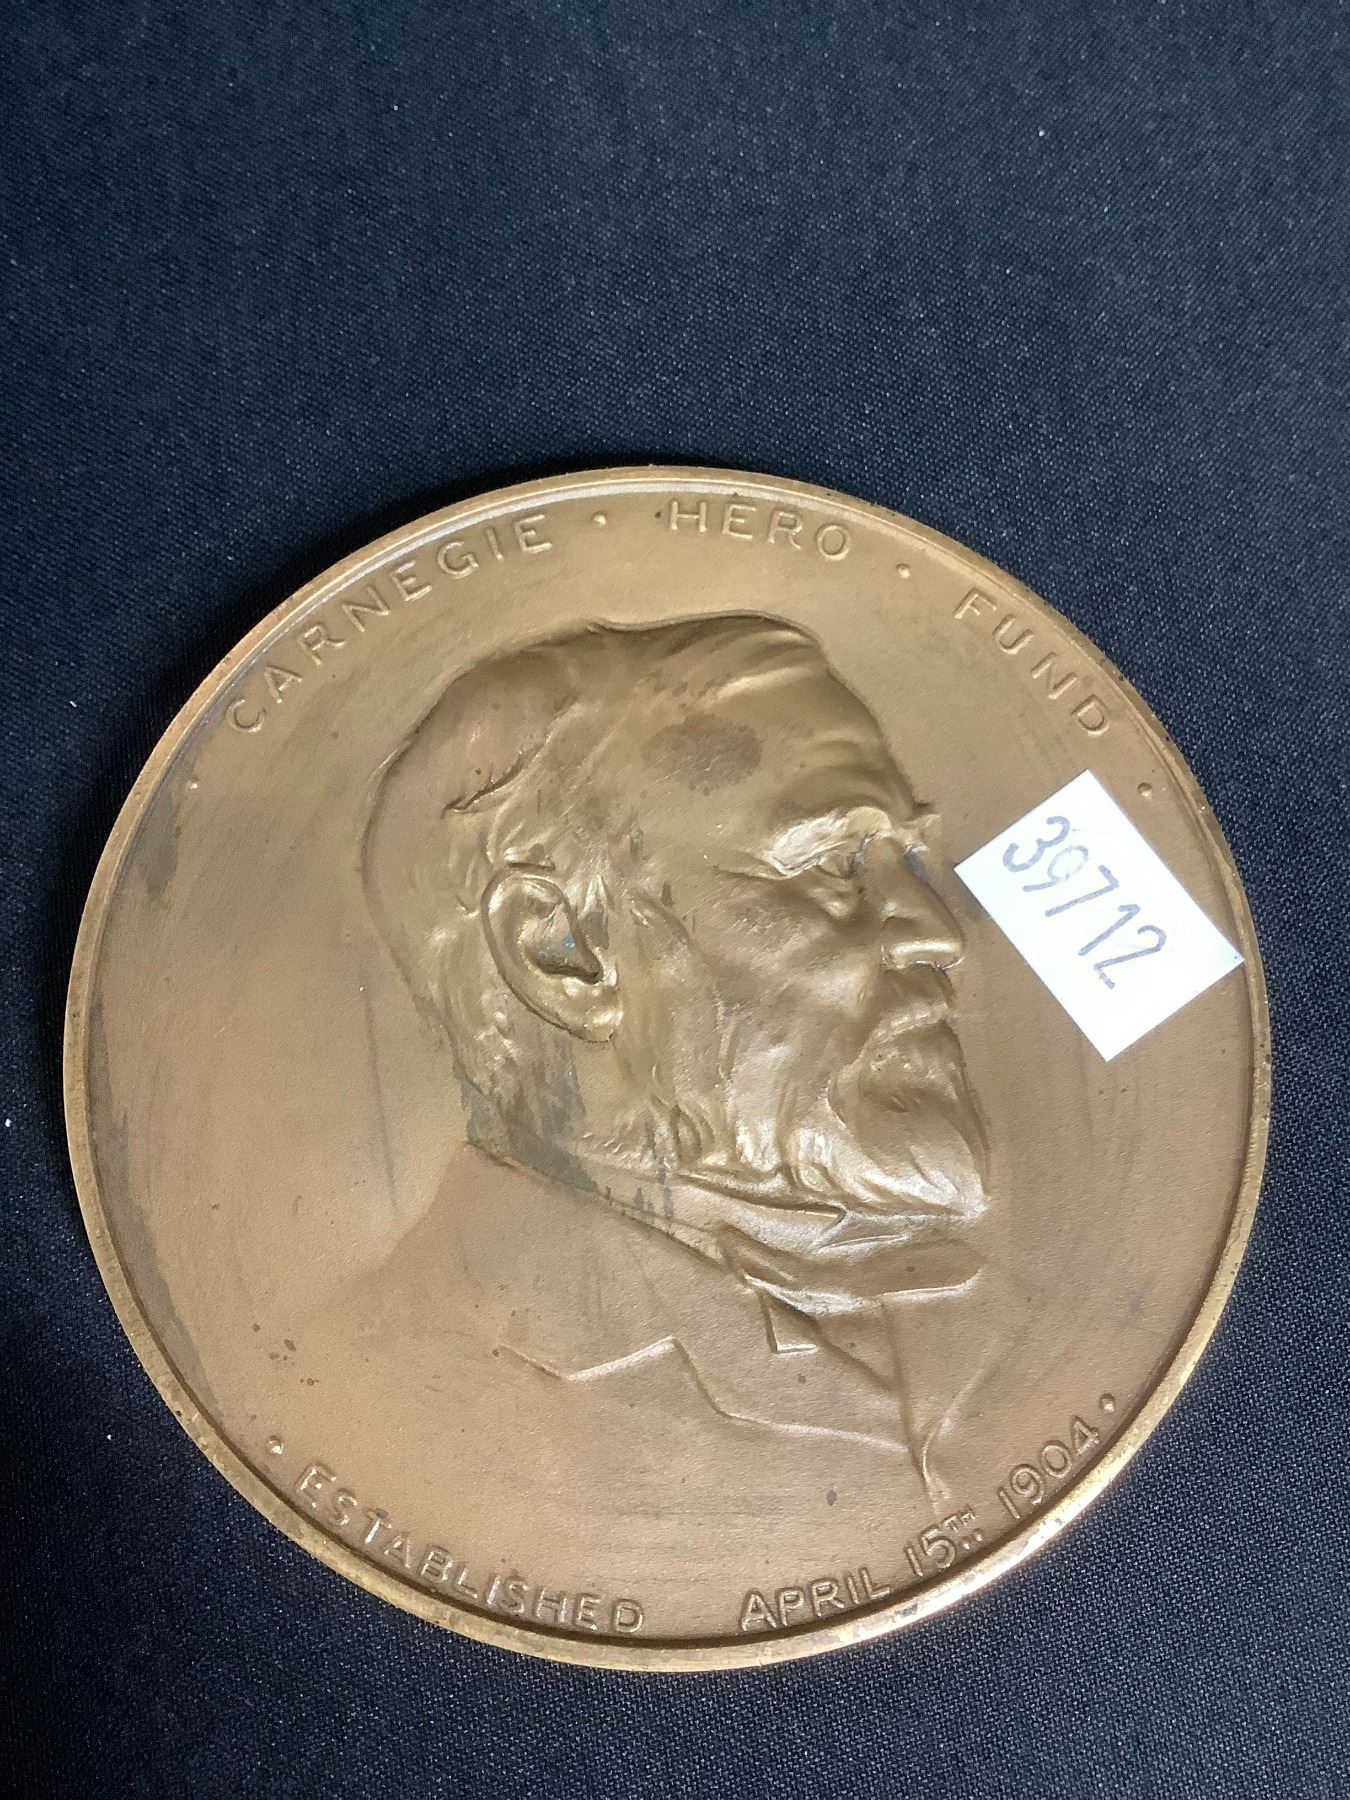 CARNEGIE · HERO · FUND ·
39712
· ESTABLISHED APRIL 15TH 1904 ·